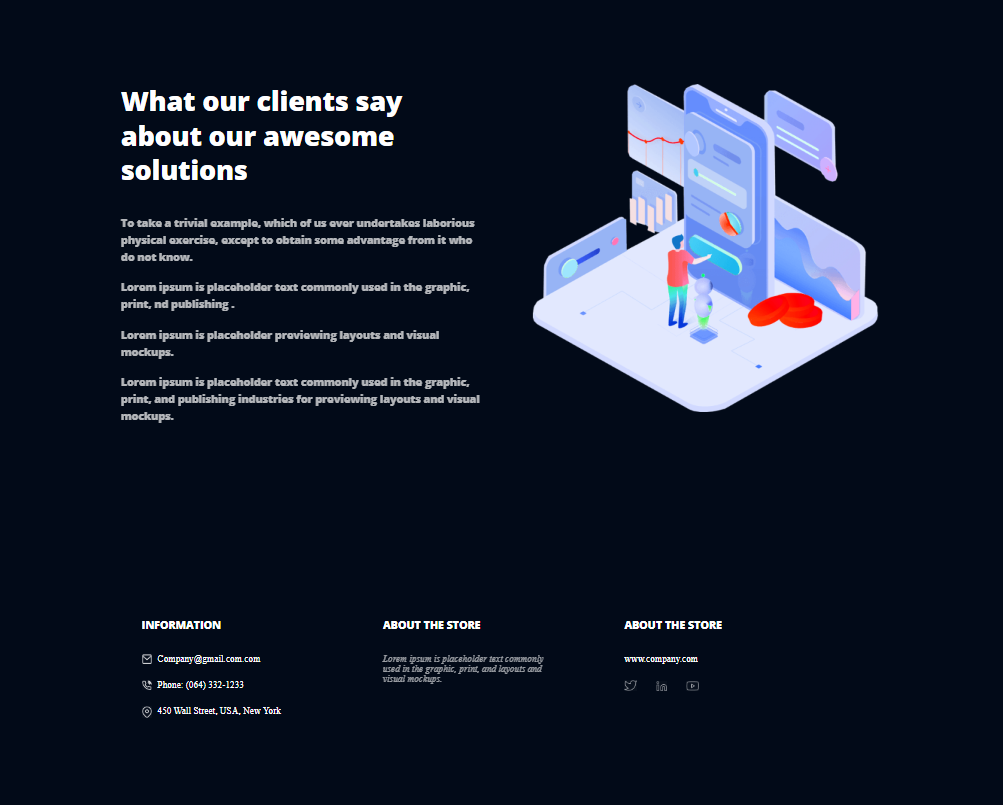 What our clients say
about our awesome
solutions
To take a trivial example, which of us ever undertakes laborious
physical exercise, except to obtain some advantage from it who
do not know.
Lorem ipsum is placeholder text commonly used in the graphic,
print, nd publishing .
Lorem ipsum is placeholder previewing layouts and visual
mockups.
Lorem ipsum is placeholder text commonly used in the graphic,
print, and publishing industries for previewing layouts and visual
mockups.
INFORMATION
Company@gmail.com.com
Phone: (064) 332-1233
450 Wall Street, USA, New York
ABOUT THE STORE
Lorem ipsum is placeholder text commonly
used in the graphic, print, and layouts and
visual mockups.
ABOUT THE STORE
www.company.com